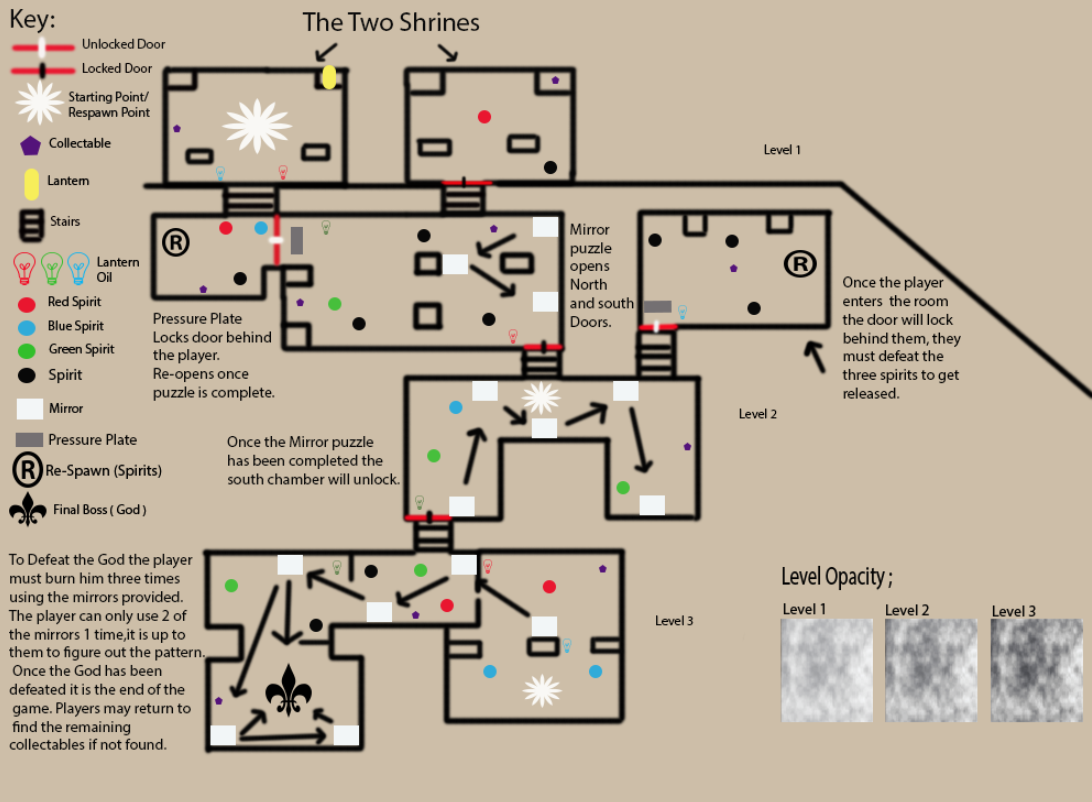 Key:
Unlocked Door
Locked Door
Starting Point/
Respawn Point
Collectable
Lantern
Stairs
Lantern
Oil
Red Spirit
Blue Spirit
Green Spirit
Spirit
Mirror
Pressure Plate
R
Re-Spawn (Spirits)
Final Boss ( God )
The Two Shrines
Level 1
R
Mirror
puzzle
opens
North
and south
Doors.
R
Once the player
enters  the room
the door will lock
behind them, they
must defeat the
three spirits to get
released.
Pressure Plate
Locks door behind
the player.
Re-opens once
puzzle is complete.
Level 2
Once the Mirror puzzle
has been completed the
south chamber will unlock.
To Defeat the God the player
must burn him three times
using the mirrors provided.
The player can only use 2 of
the mirrors 1 time,it is up to
them to figure out the pattern.
Once the God has been
defeated it is the end of the
game. Players may return to
find the remaining
collectables if not found.
Level 3
Level Opacity ;
Level 1
Level 2
Level 3